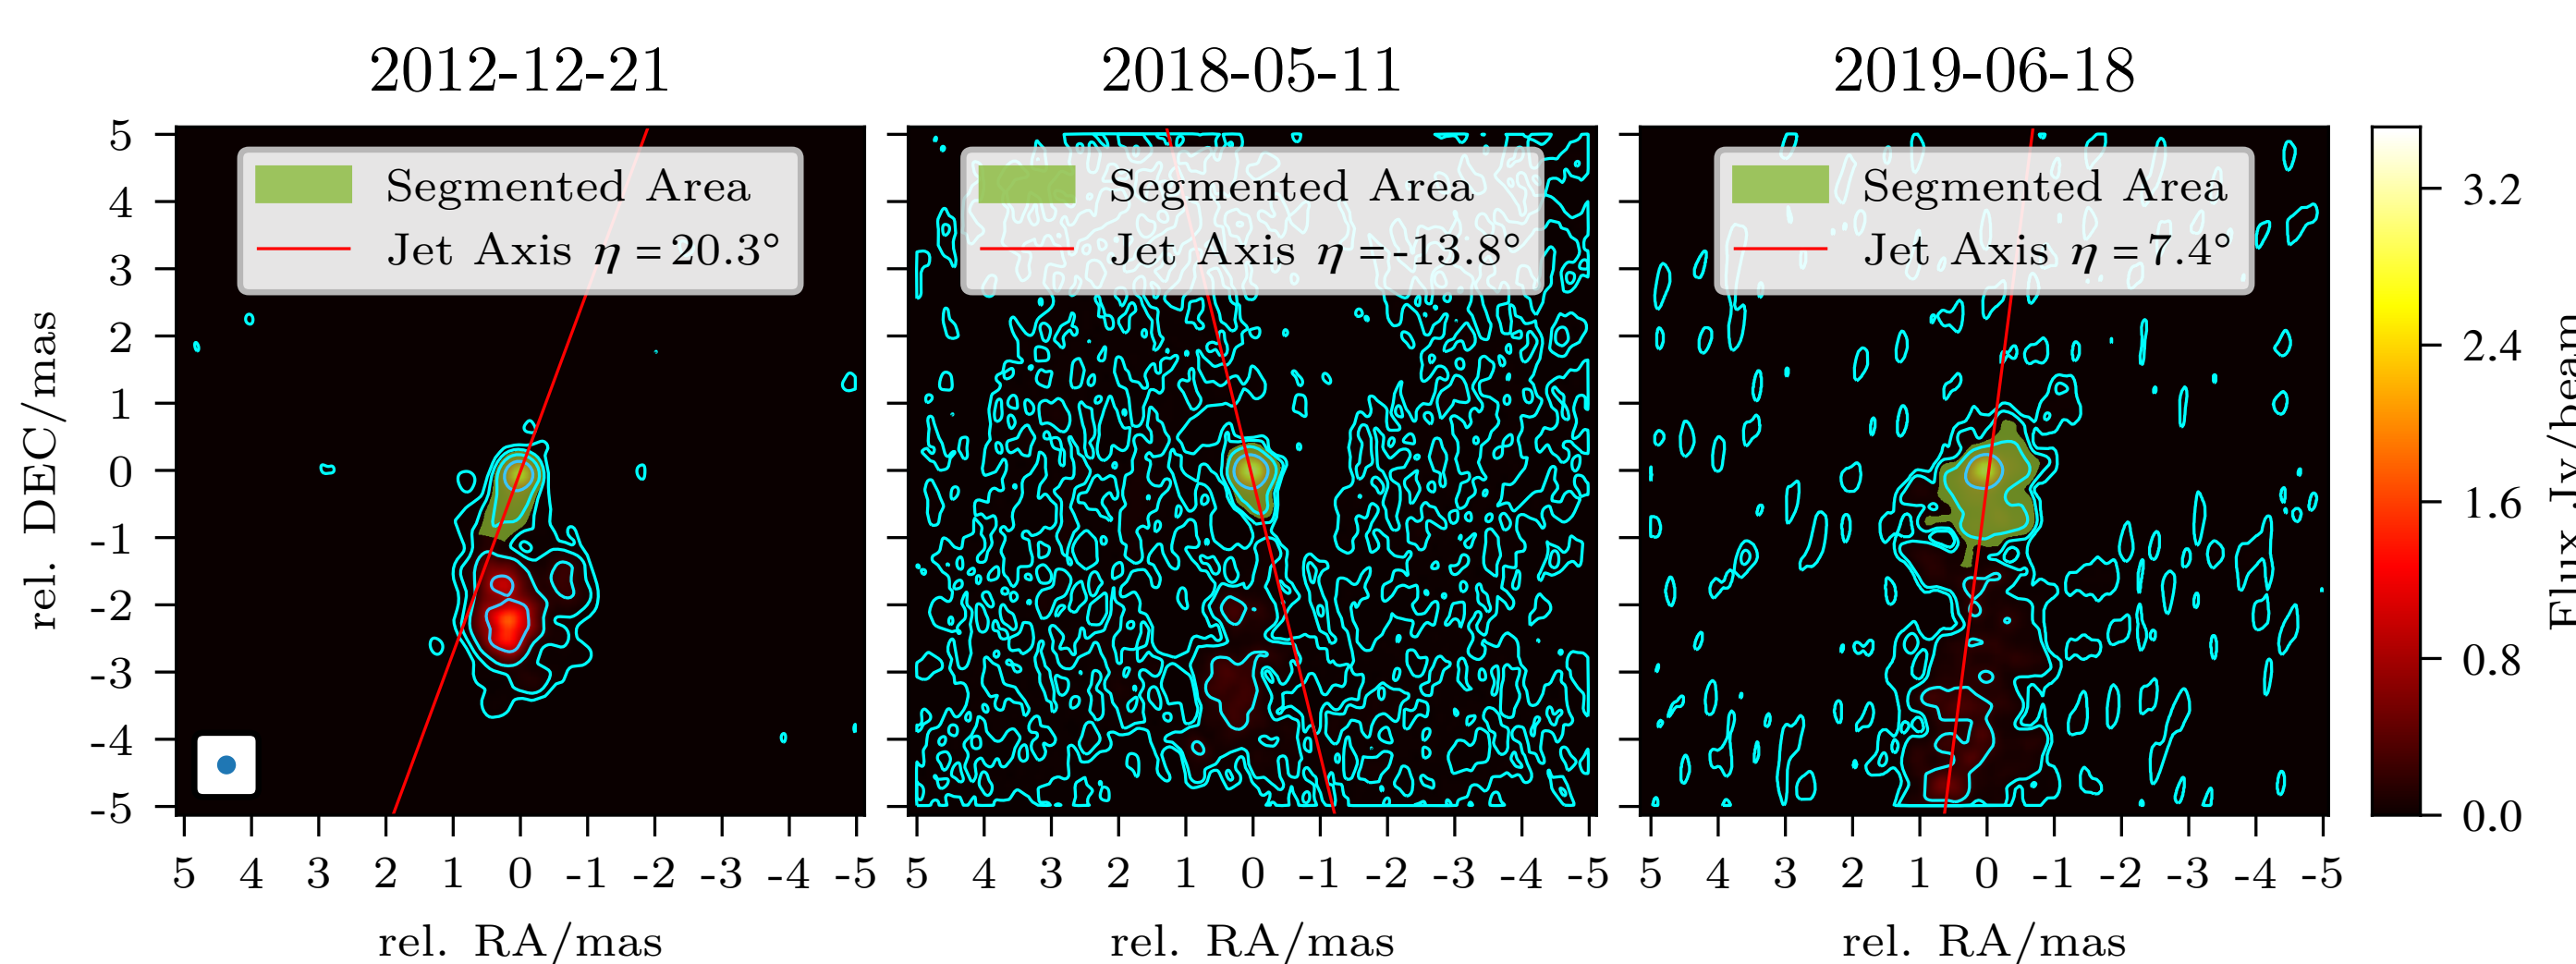 2012-12-21 2018-05-11 2019-06-18
Segmented Area
Jet Axis η = 20.3°
Segmented Area
Jet Axis η = -13.8°
Segmented Area
Jet Axis η = 7.4°
5
4
3
2
1
0
-1
-2
-3
-4
-5
rel. DEC/mas
5 4 3 2 1 0 -1 -2 -3 -4 -5
5 4 3 2 1 0 -1 -2 -3 -4 -5
5 4 3 2 1 0 -1 -2 -3 -4 -5
rel. RA/mas rel. RA/mas rel. RA/mas
3.2
2.4
1.6
0.8
0.0
Flux Jy/beam